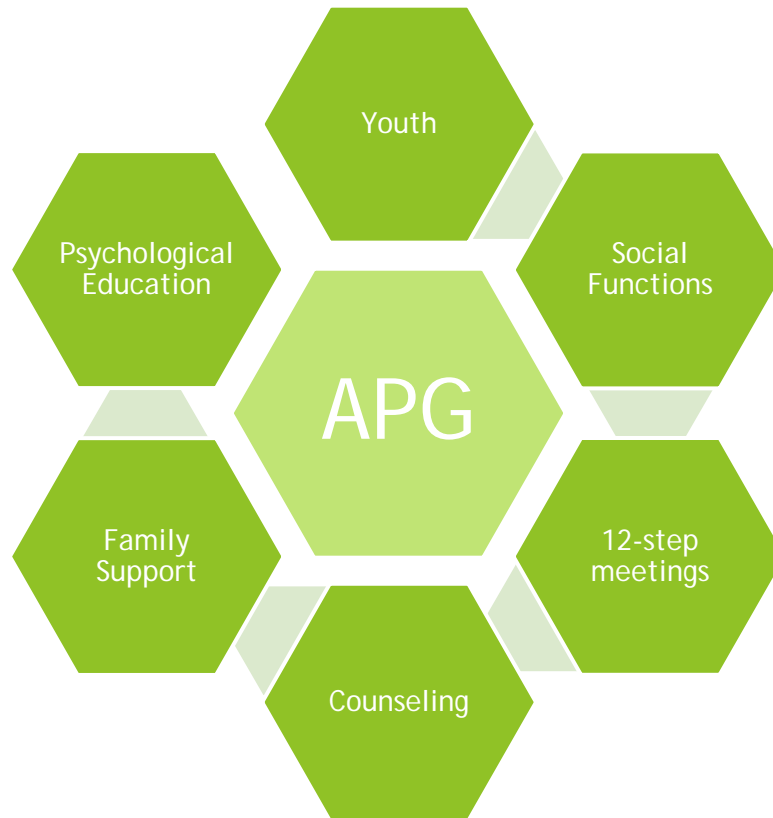 Youth
Social
Functions
12-step
meetings
Counseling
Family
Support
Psychological
Education
APG